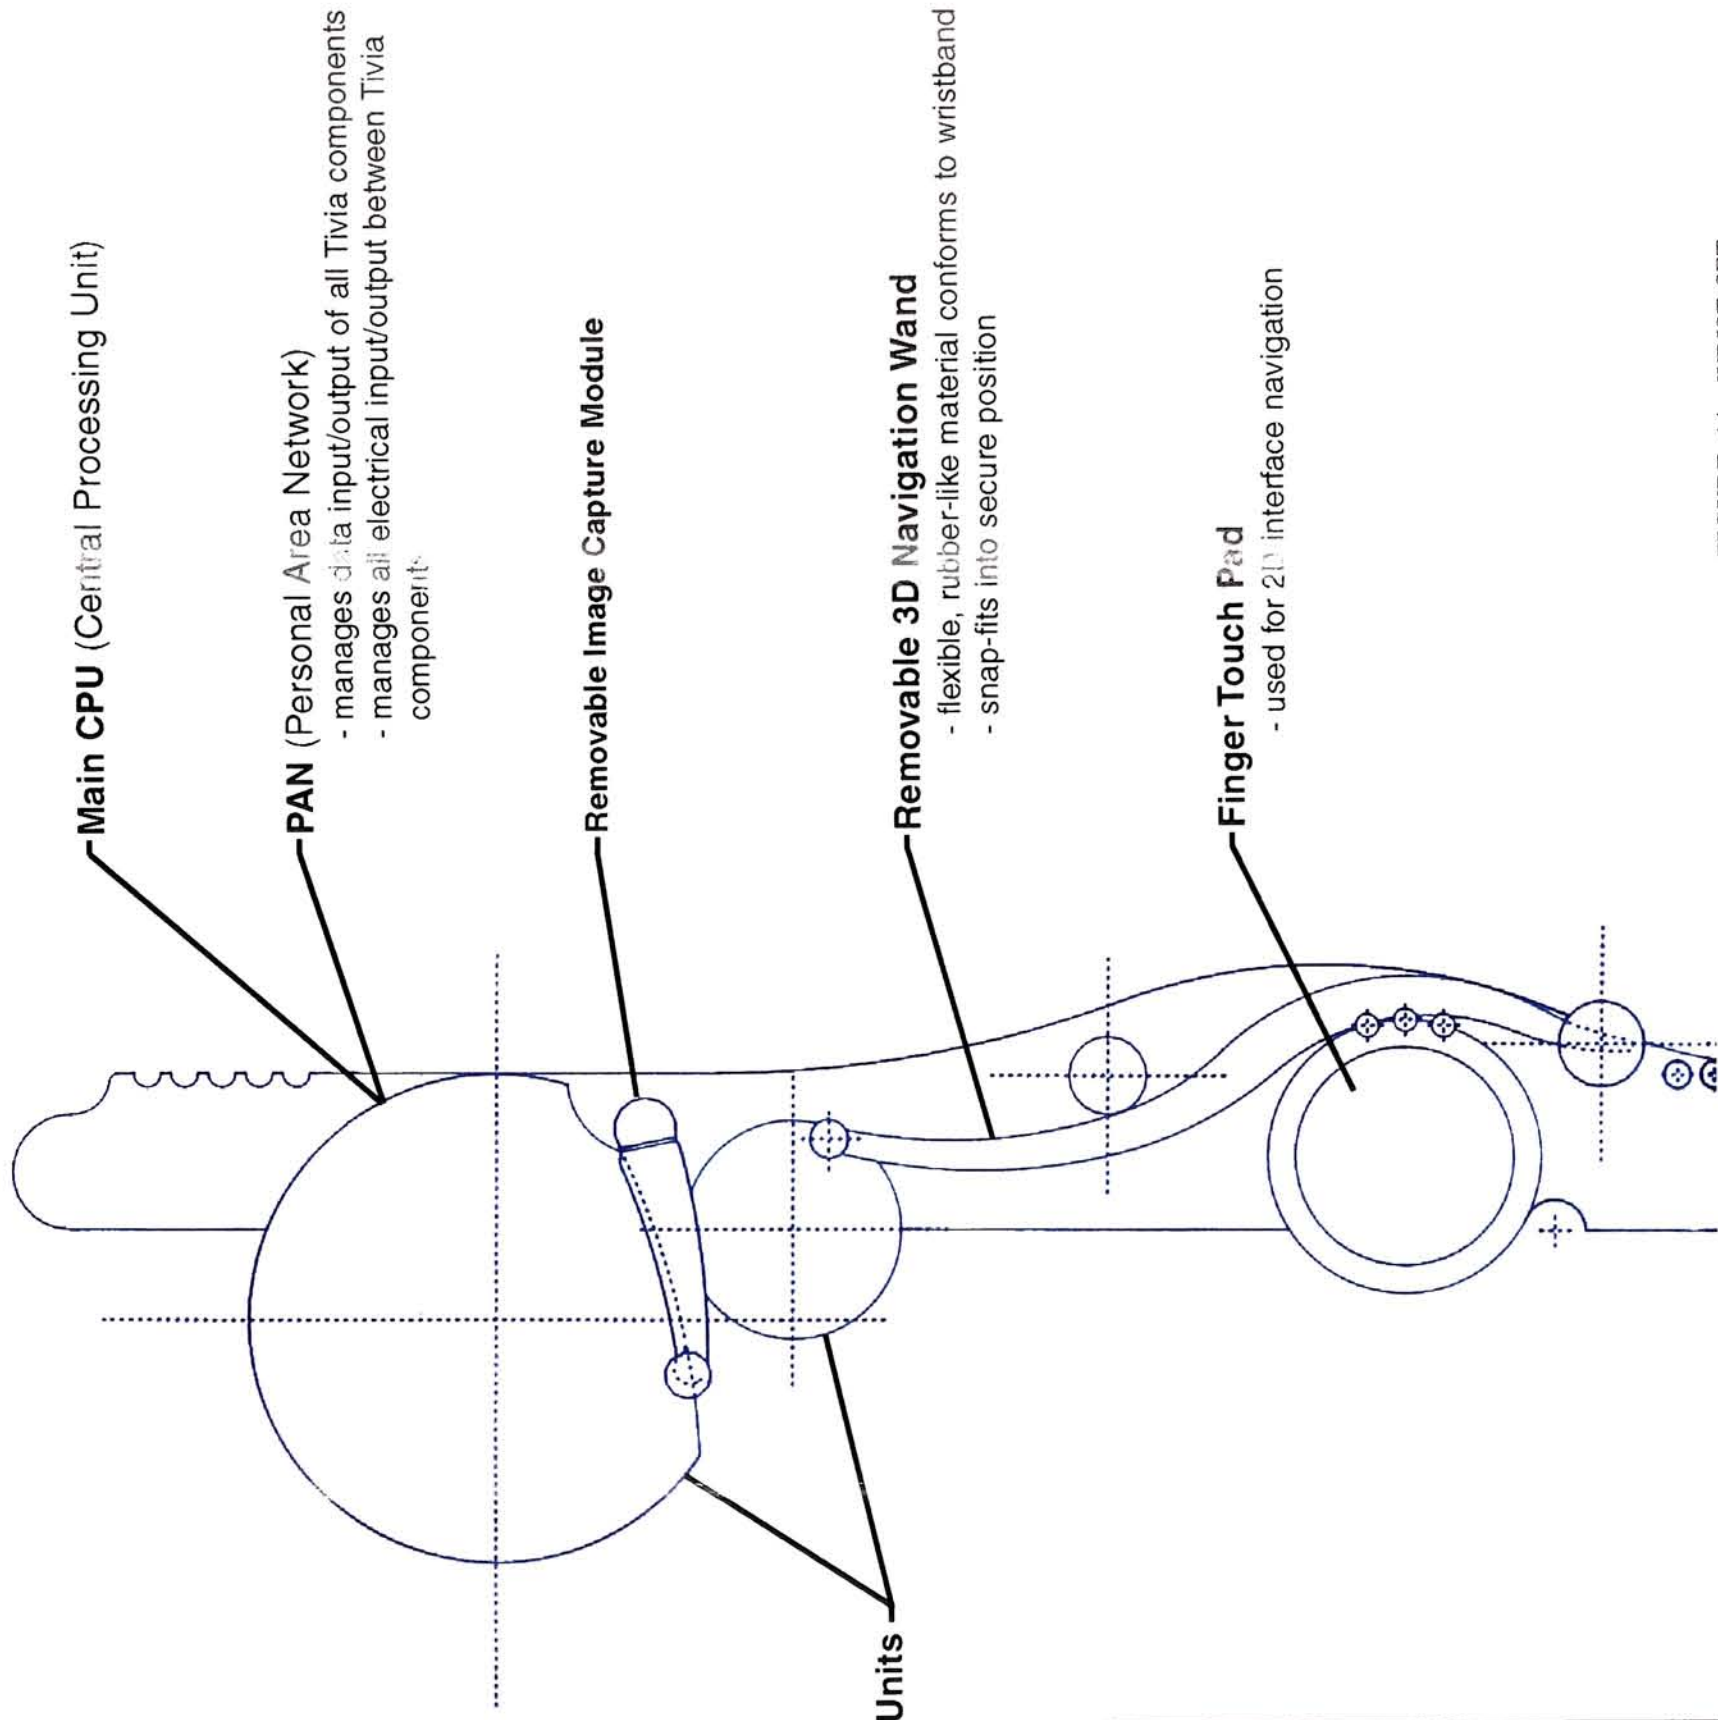 Main CPU (Central Processing Unit)
PAN (Personal Area Network)
- manages data input/output of all Tivia components
- manages all electrical input/output between Tivia
components
Removable Image Capture Module
Removable 3D Navigation Wand
- flexible, rubber-like material conforms to wristband
- snap-fits into secure position
Finger Touch Pad
- used for 2D interface navigation
Units